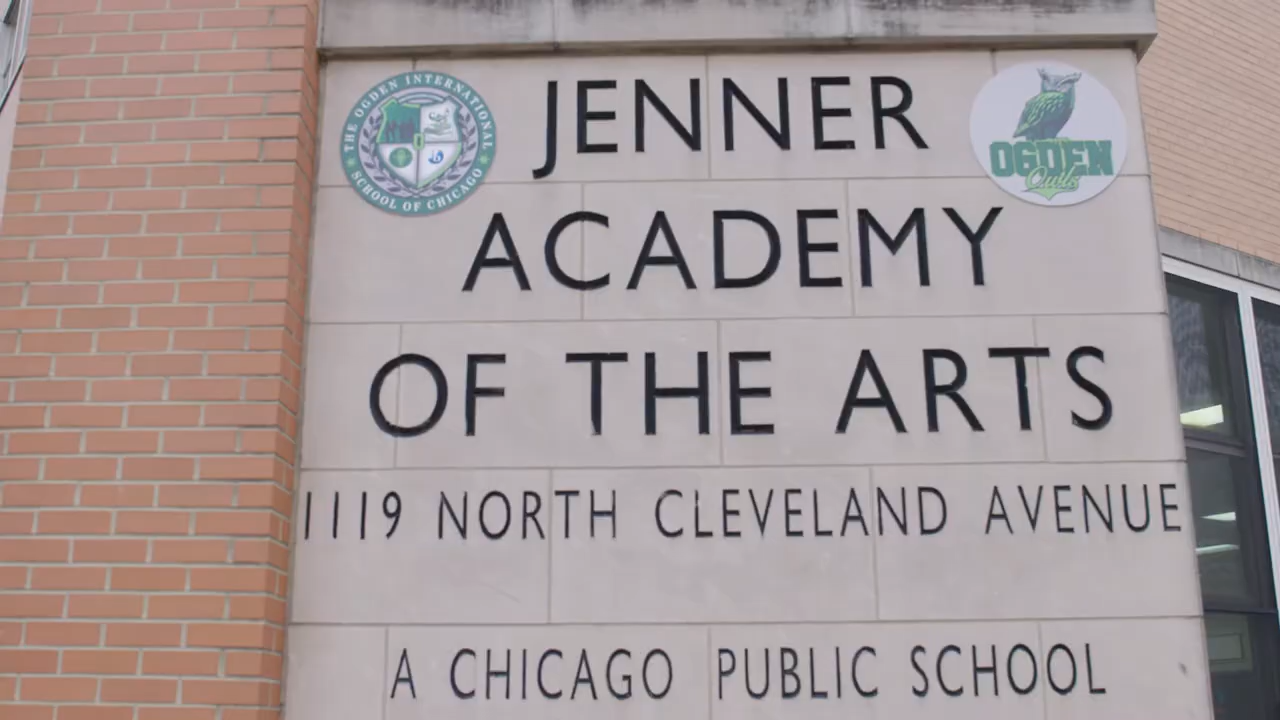 THE OGDEN INTERNATIONAL
SCHOOL OF CHICAGO
OGDEN
Owls
JENNER
ACADEMY
OF THE ARTS
1119 NORTH CLEVELAND AVENUE
A CHICAGO PUBLIC SCHOOL